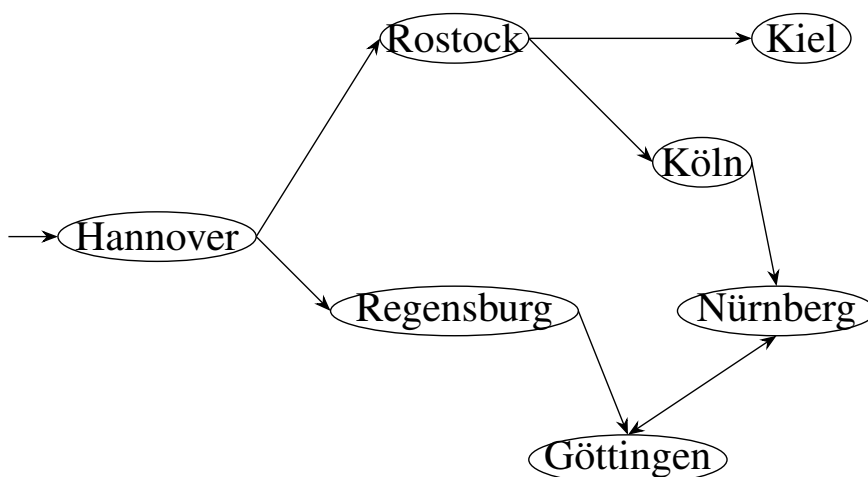 Rostock Kiel
Köln
Hannover
Regensburg Nürnberg
Göttingen